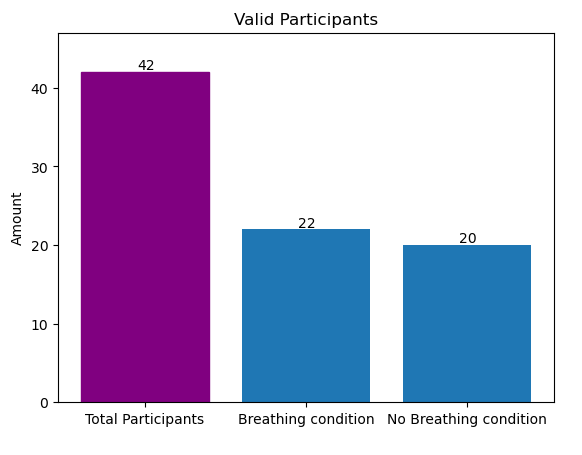 Valid Participants
42
22
20
40
30
20
10
0
Amount
Total Participants
Breathing condition
No Breathing condition